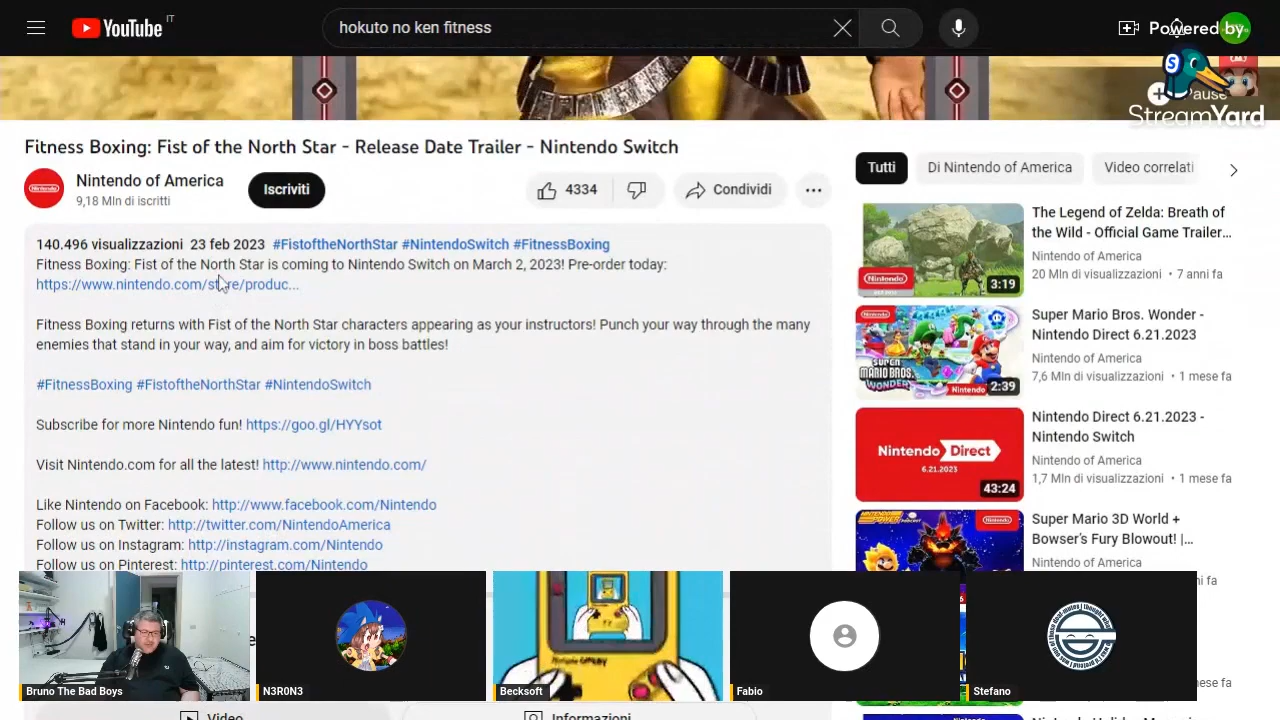 YouTube IT
hokuto no ken fitness
Powered by
Pause
StreamYard
Fitness Boxing: Fist of the North Star - Release Date Trailer - Nintendo Switch
Nintendo of America
9,18 Mln di iscritti
Iscriviti
4334
Condividi
140.496 visualizzazioni 23 feb 2023 #FistoftheNorthStar #NintendoSwitch #FitnessBoxing
Fitness Boxing: Fist of the North Star is coming to Nintendo Switch on March 2, 2023! Pre-order today:
https://www.nintendo.com/store/produc...
Fitness Boxing returns with Fist of the North Star characters appearing as your instructors! Punch your way through the many
enemies that stand in your way, and aim for victory in boss battles!
#FitnessBoxing #FistoftheNorthStar #NintendoSwitch
Subscribe for more Nintendo fun! https://goo.gl/HYYsot
Visit Nintendo.com for all the latest! http://www.nintendo.com/
Like Nintendo on Facebook: http://www.facebook.com/Nintendo
Follow us on Twitter: http://twitter.com/NintendoAmerica
Follow us on Instagram: http://instagram.com/Nintendo
Follow us on Pinterest: http://pinterest.com/Nintendo
Tutti
Di Nintendo of America
Video correlati
Nintendo
3:19
The Legend of Zelda: Breath of
the Wild - Official Game Trailer...
Nintendo of America
20 Mln di visualizzazioni • 7 anni fa
SUPER
MARIO BROS.
WONDER
Nintendo
2:39
Super Mario Bros. Wonder -
Nintendo Direct 6.21.2023
Nintendo of America
7,6 Mln di visualizzazioni • 1 mese fa
Nintendo Direct
6.21.2023
43:24
Nintendo Direct 6.21.2023 -
Nintendo Switch
Nintendo of America
1,7 Mln di visualizzazioni • 1 mese fa
Nintendo
Super Mario 3D World +
Bowser's Fury Blowout! |...
Nintendo of America
ni fa
mese fa
Bruno The Bad Boys
N3R0N3
Becksoft
Fabio
Stefano
Video
Informazioni